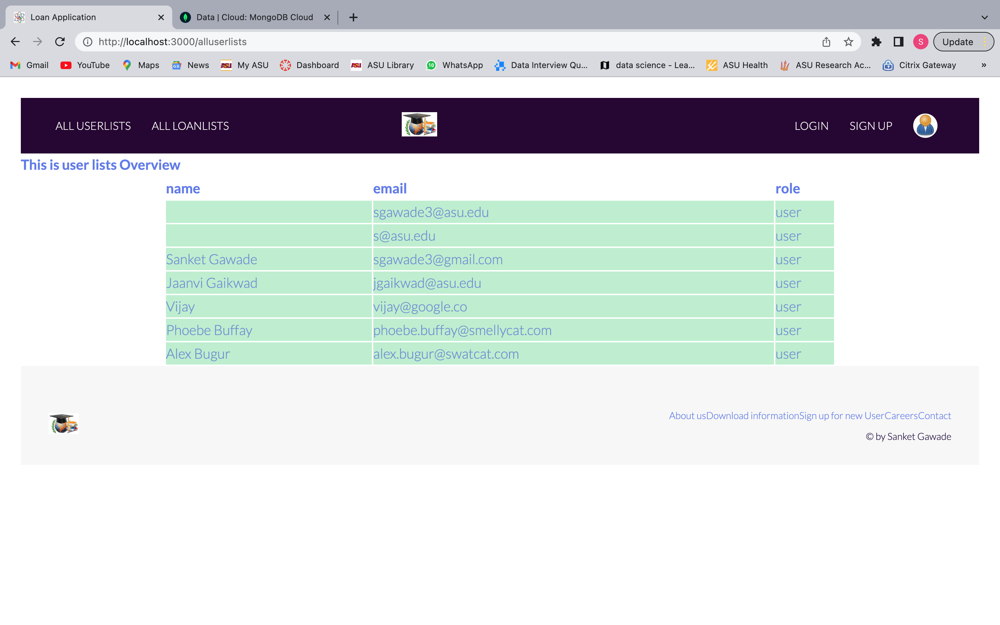 Loan Application Data | Cloud: MongoDB Cloud
http://localhost:3000/alluserlists S Update
Gmail YouTube Maps GE News ASU My ASU Dashboard ASU ASU Library 10 WhatsApp Data Interview Qu... data science - Lea... ASU Health ASU Research Ac... Citrix Gateway »
ALL USERLISTS ALL LOANLISTS LOGIN SIGN UP
This is user lists Overview
name email role
sgawade3@asu.edu user
s@asu.edu user
Sanket Gawade sgawade3@gmail.com user
Jaanvi Gaikwad jgaikwad@asu.edu user
Vijay vijay@google.co user
Phoebe Buffay phoebe.buffay@smellycat.com user
Alex Bugur alex.bugur@swatcat.com user
About usDownload informationSign up for new UserCareersContact
© by Sanket Gawade